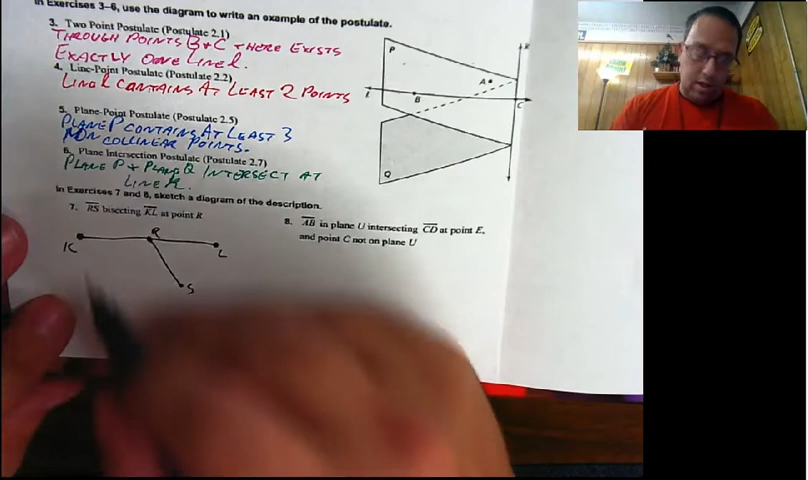 In Exercises 3–6, use the diagram to write an example of the postulate.
3. Two Point Postulate (Postulate 2.1)
THROUGH POINTS B + C THERE EXISTS
EXACTLY ONE LINE l.
4. Line-Point Postulate (Postulate 2.2)
LINE l CONTAINS AT LEAST 2 POINTS
5. Plane-Point Postulate (Postulate 2.5)
PLANE P CONTAINS AT LEAST 3
NON COLLINEAR POINTS.
6. Plane Intersection Postulate (Postulate 2.7)
PLANE P + PLANE Q INTERSECT AT
LINE
P
A
B
C
Q
In Exercises 7 and 8, sketch a diagram of the description.
7. RS bisecting KL at point R
8. AB in plane U intersecting CD at point E,
and point C not on plane U
K
R
L
S